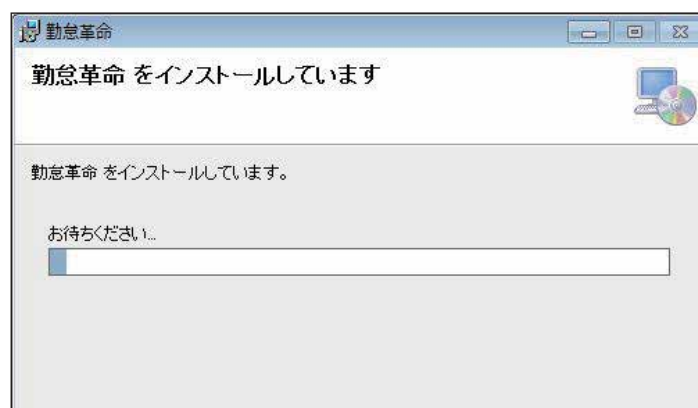 勤怠革命
勤怠革命 をインストールしています
勤怠革命 をインストールしています。
お待ちください...